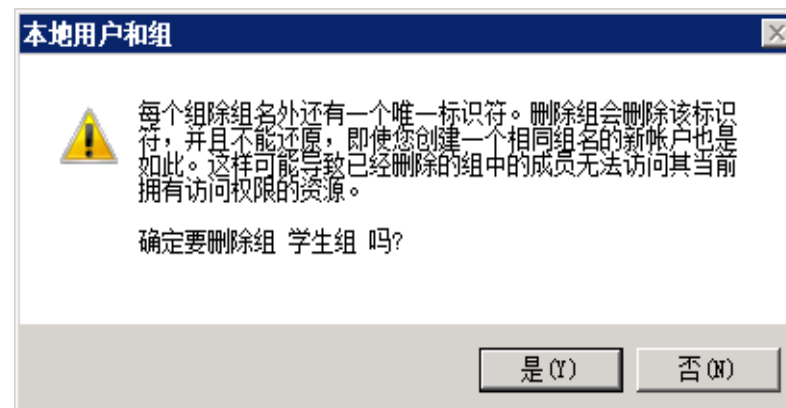 本地用户和组
每个组除组名外还有一个唯一标识符。删除组会删除该标识
符，并且不能还原，即使您创建一个相同组名的新帐户也是
如此。这样可能导致已经删除的组中的成员无法访问其当前
拥有访问权限的资源。
确定要删除组 学生组 吗?
是(Y)
否(N)